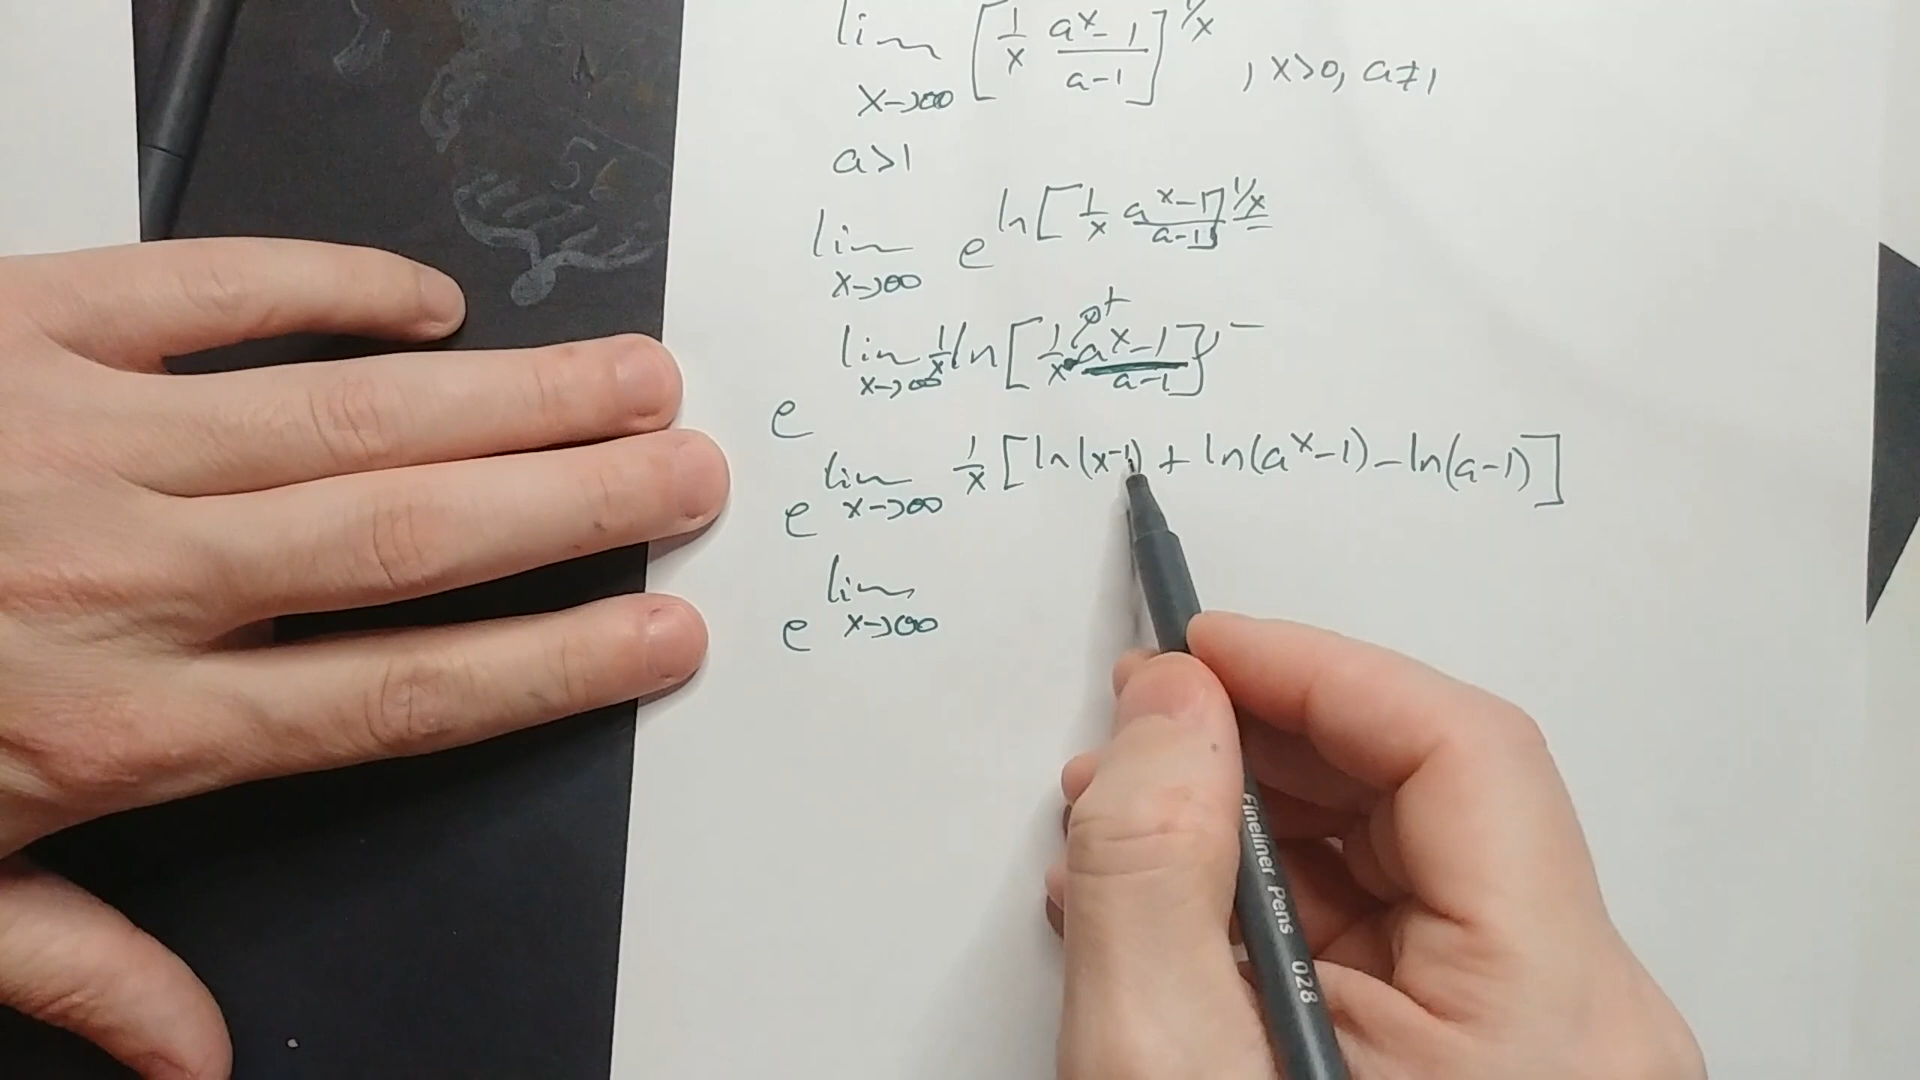 lim [1/x (a^x-1)/(a-1)]^1/x , x>0, a≠1
x→∞
a>1
lim e^ln[1/x (a^x-1)/(a-1)]^1/x
x→∞
e^lim 1/x ln[1/x (a^x-1)/(a-1)]
x→∞
e^lim 1/x [ln(x^-1) + ln(a^x-1) - ln(a-1)]
x→∞
e^lim
x→∞
Fineliner Pens 028